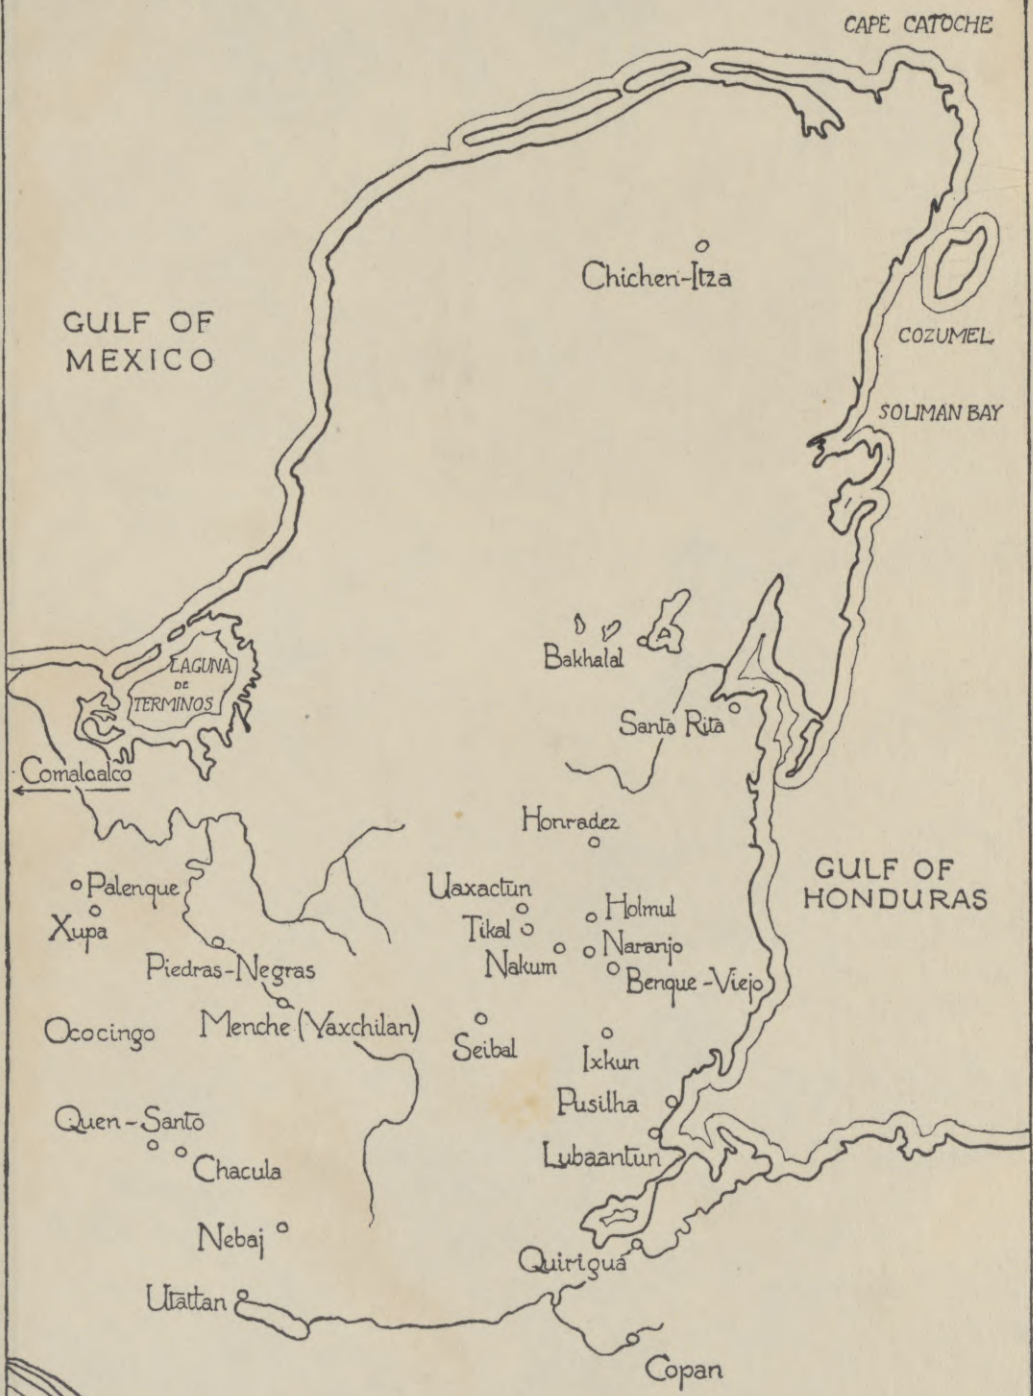 CAPE CATOCHE
Chichen-Itza
GULF OF
MEXICO
COZUMEL
SOLIMAN BAY
Bakhalal
LAGUNA
DE
TERMINOS
Santa Rita
Comalcalco
Honradez
GULF OF
HONDURAS
Palenque
Uaxactun
Xupa
Holmul
Tikal
Naranjo
Nakum
Piedras-Negras
Benque-Viejo
Menche (Yaxchilan)
Ococingo
Seibal
Ixkun
Pusilha
Quen-Santo
Lubaantun
Chacula
Nebaj
Quirigua
Utattan
Copan